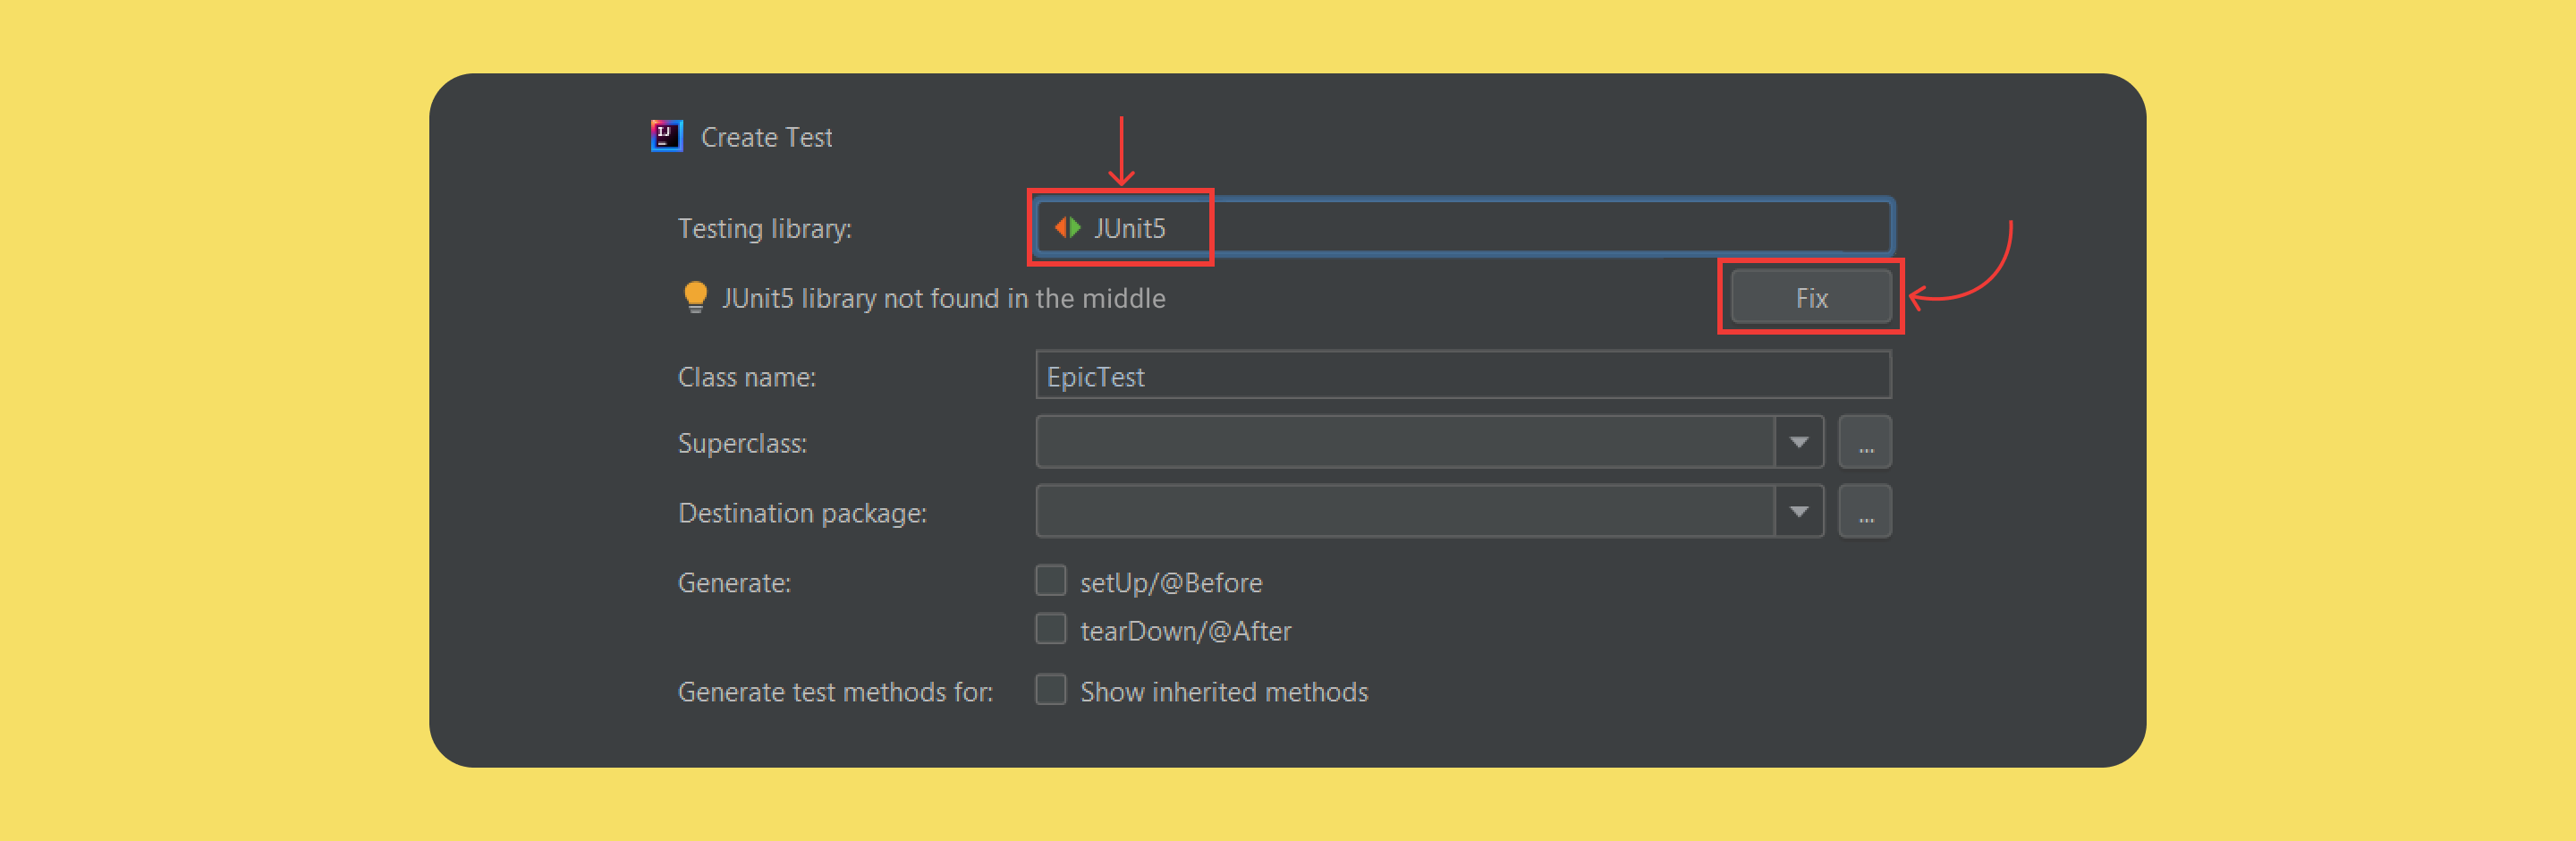 IJ
Create Test
Testing library: JUnit5
JUnit5 library not found in the middle Fix
Class name: EpicTest
Superclass: ...
Destination package: ...
Generate: setUp/@Before
tearDown/@After
Generate test methods for: Show inherited methods